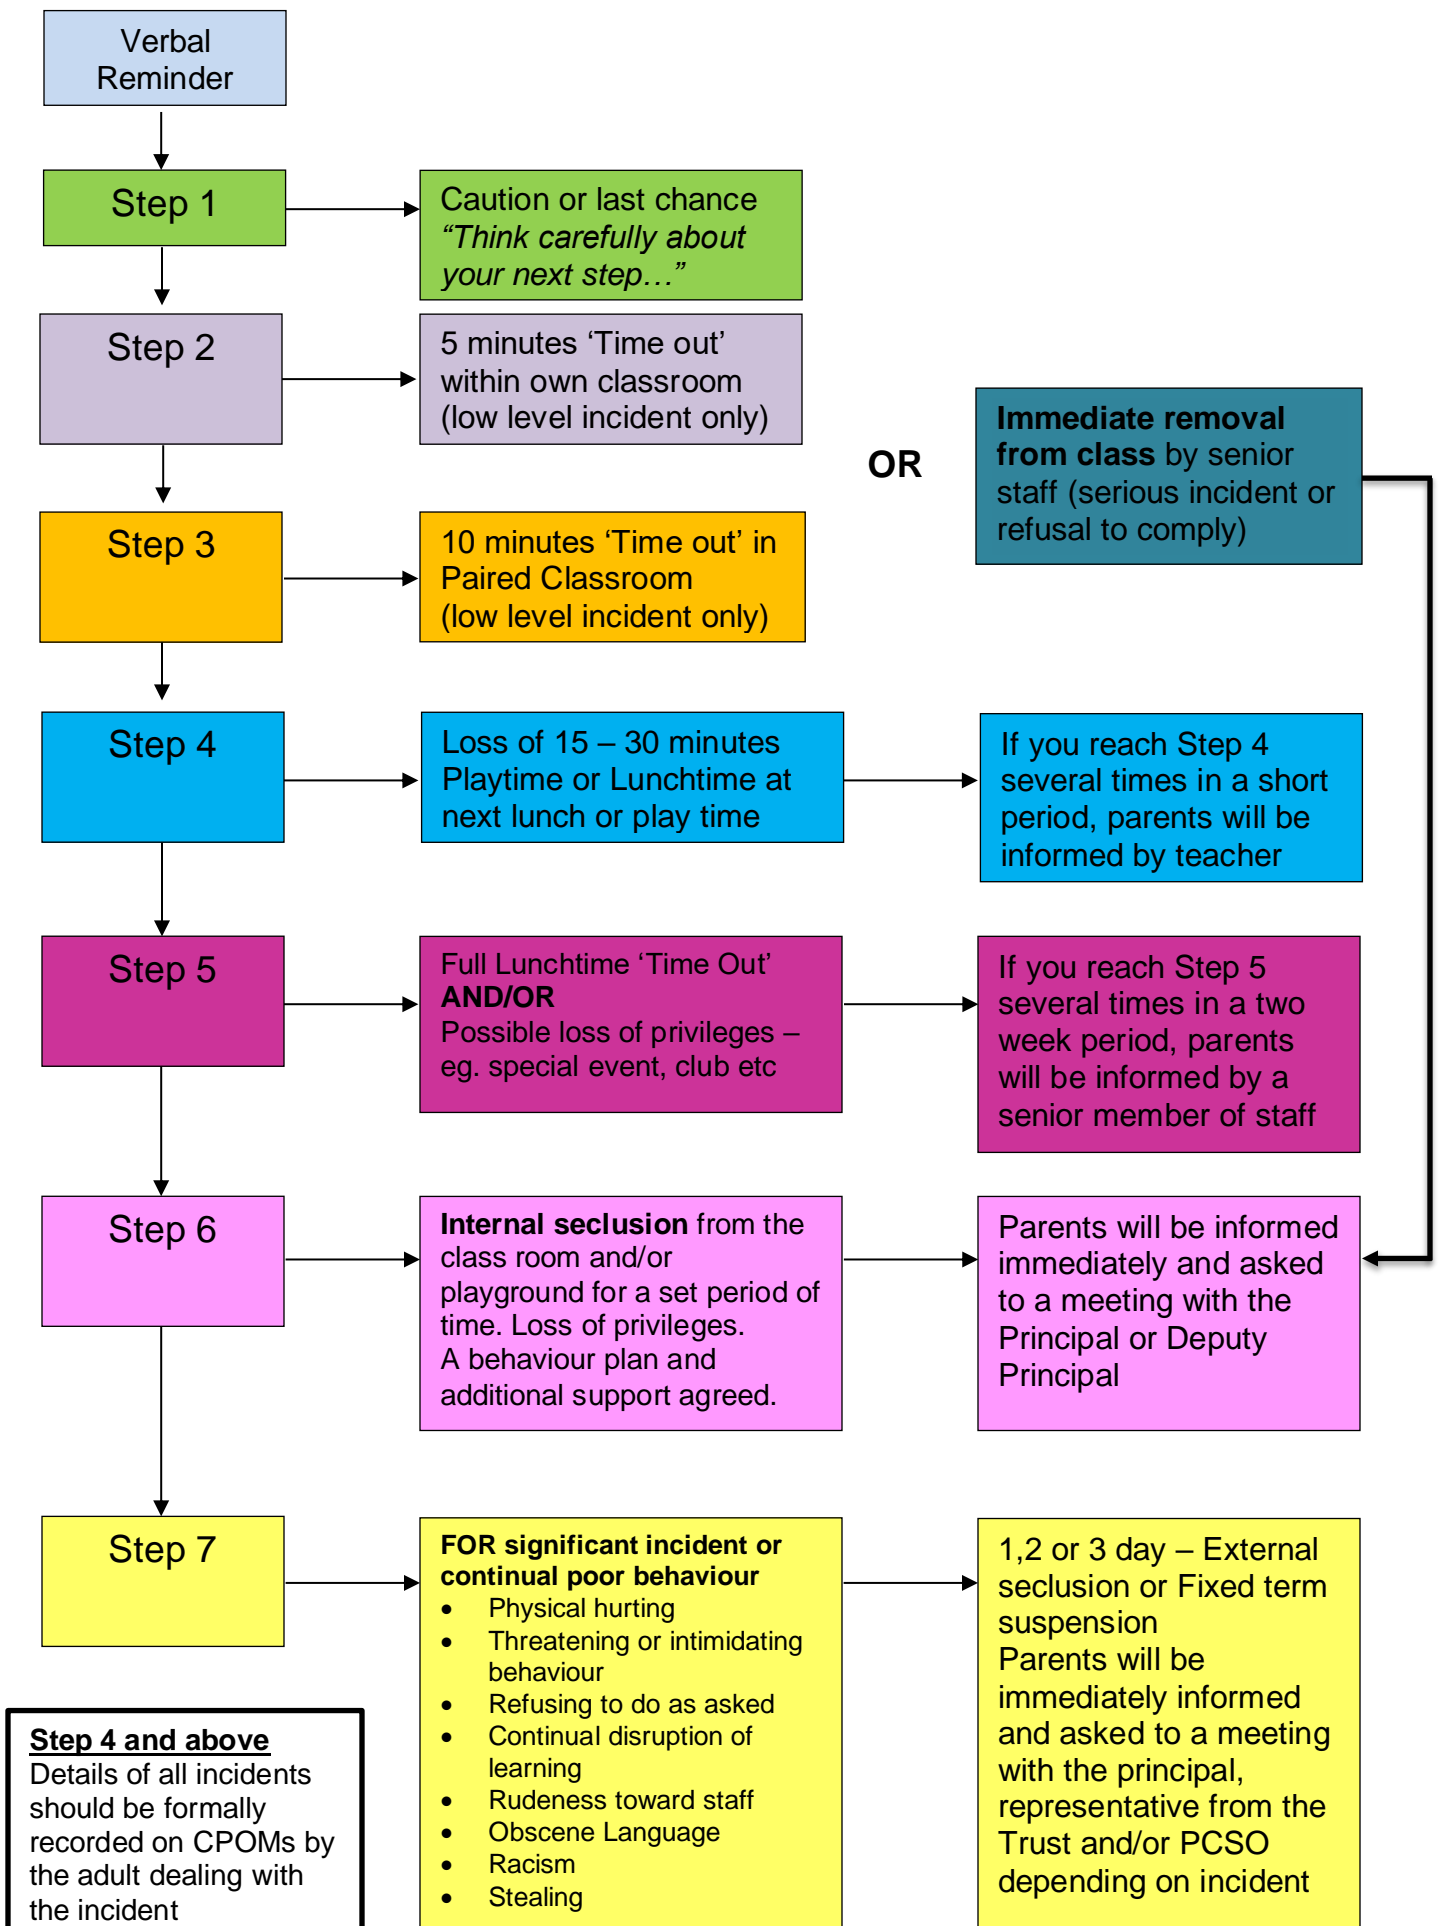 Verbal
Reminder
Step 1
Caution or last chance
“Think carefully about
your next step…”
Step 2
5 minutes ‘Time out’
within own classroom
(low level incident only)
OR
Immediate removal
from class by senior
staff (serious incident or
refusal to comply)
Step 3
10 minutes ‘Time out’ in
Paired Classroom
(low level incident only)
Step 4
Loss of 15 – 30 minutes
Playtime or Lunchtime at
next lunch or play time
If you reach Step 4
several times in a short
period, parents will be
informed by teacher
Step 5
Full Lunchtime ‘Time Out’
AND/OR
Possible loss of privileges –
eg. special event, club etc
If you reach Step 5
several times in a two
week period, parents
will be informed by a
senior member of staff
Step 6
Internal seclusion from the
class room and/or
playground for a set period of
time. Loss of privileges.
A behaviour plan and
additional support agreed.
Parents will be informed
immediately and asked
to a meeting with the
Principal or Deputy
Principal
Step 7
FOR significant incident or
continual poor behaviour
• Physical hurting
• Threatening or intimidating
behaviour
• Refusing to do as asked
• Continual disruption of
learning
• Rudeness toward staff
• Obscene Language
• Racism
• Stealing
1,2 or 3 day – External
seclusion or Fixed term
suspension
Parents will be
immediately informed
and asked to a meeting
with the principal,
representative from the
Trust and/or PCSO
depending on incident
Step 4 and above
Details of all incidents
should be formally
recorded on CPOMs by
the adult dealing with
the incident